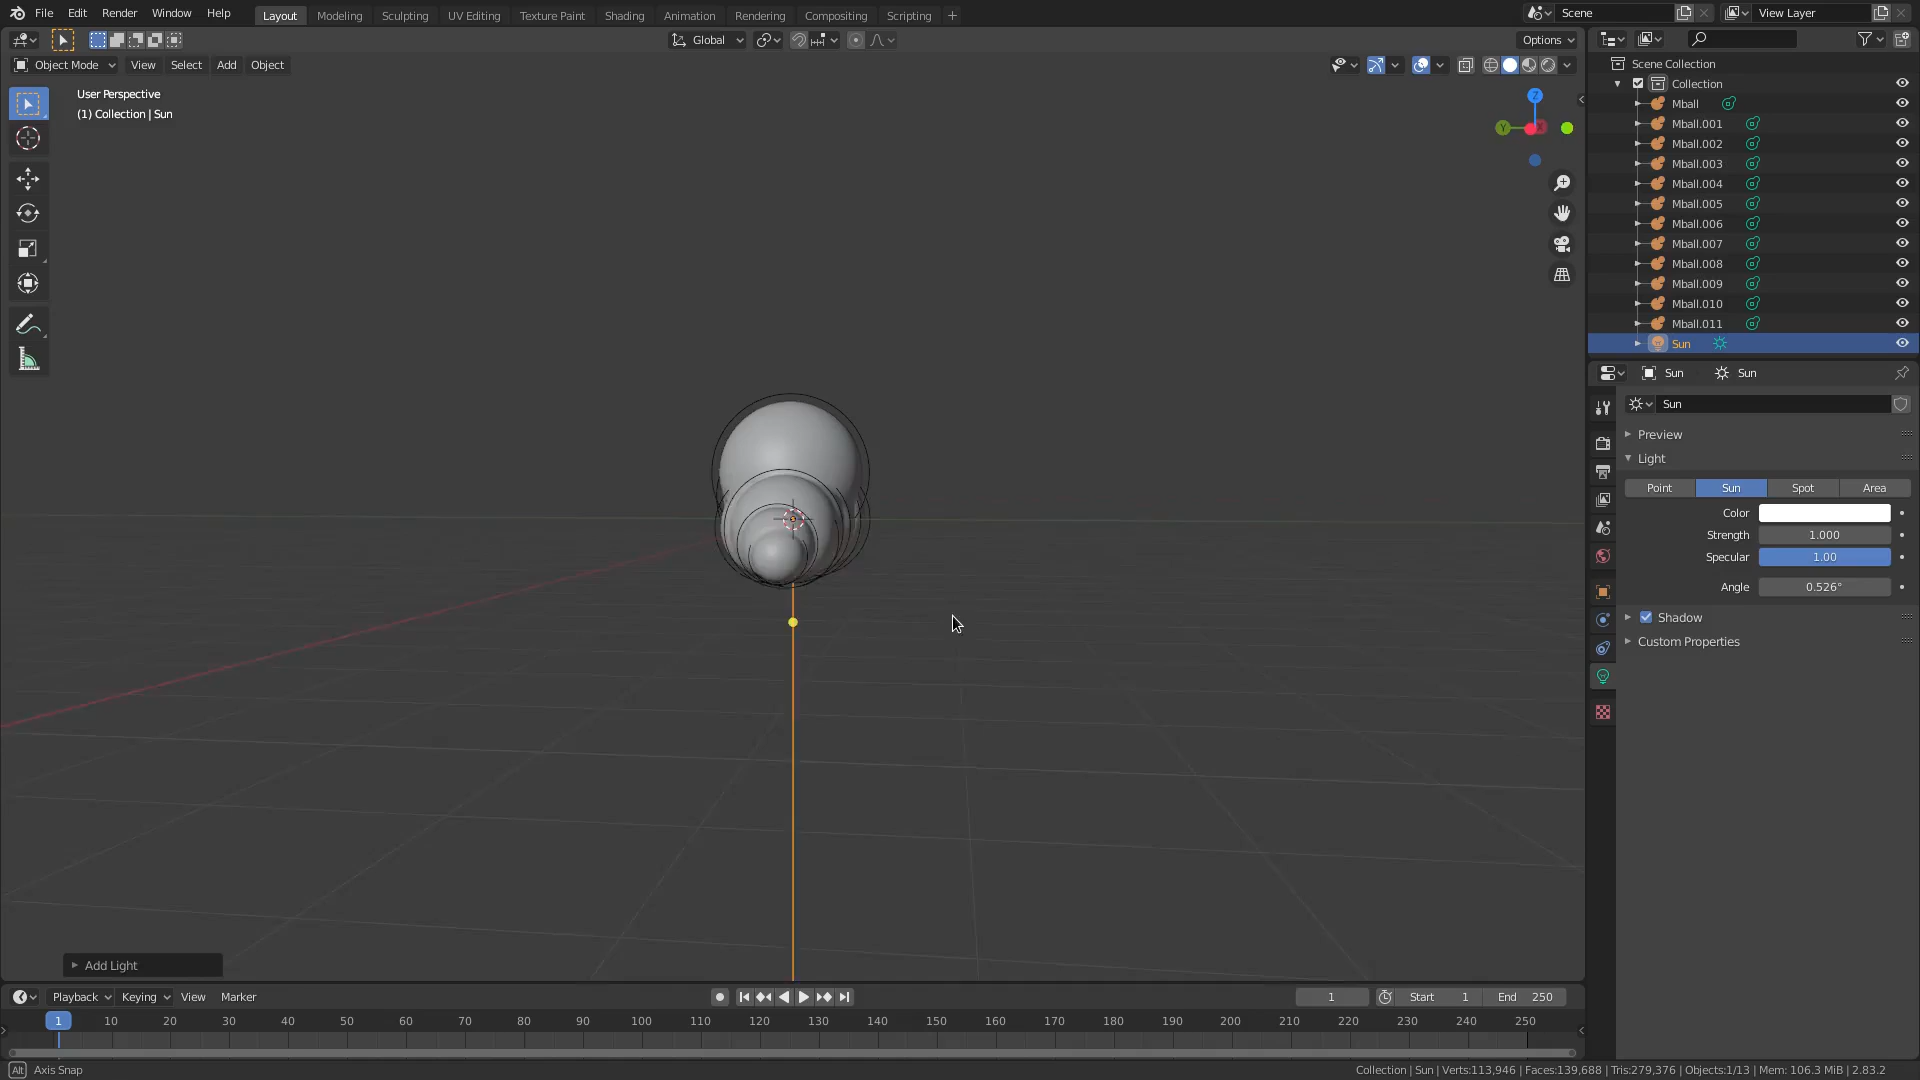 File Edit Render Window Help Layout Modeling Sculpting UV Editing Texture Paint Shading Animation Rendering Compositing Scripting + Scene View Layer
Global Options
Object Mode View Select Add Object
User Perspective
(1) Collection | Sun
Z
Y
X
Scene Collection
Collection
Mball
Mball.001
Mball.002
Mball.003
Mball.004
Mball.005
Mball.006
Mball.007
Mball.008
Mball.009
Mball.010
Mball.011
Sun
Sun Sun
Sun
Preview
Light
Point Sun Spot Area
Color
Strength 1.000
Specular 1.00
Angle 0.526°
Shadow
Custom Properties
Add Light
Playback Keying View Marker 1 Start 1 End 250
1 10 20 30 40 50 60 70 80 90 100 110 120 130 140 150 160 170 180 190 200 210 220 230 240 250
Alt Axis Snap Collection | Sun | Verts:113,946 | Faces:139,688 | Tris:279,376 | Objects:1/13 | Mem: 106.3 MiB | 2.83.2